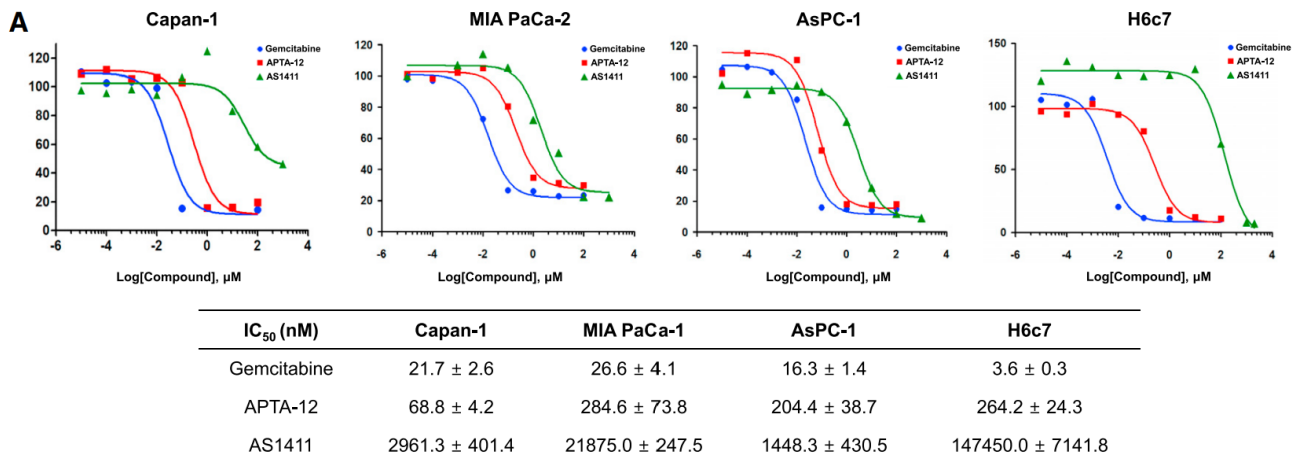 A
Capan-1
MIA PaCa-2
AsPC-1
H6c7
Gemcitabine
APTA-12
AS1411
120
100
80
60
40
20
0
-6 -4 -2 0 2 4
Log[Compound], µM
Gemcitabine
APTA-12
AS1411
120
100
80
60
40
20
0
-6 -4 -2 0 2 4
Log[Compound], µM
Gemcitabine
APTA-12
AS1411
120
100
80
60
40
20
0
-6 -4 -2 0 2 4
Log[Compound], µM
Gemcitabine
APTA-12
AS1411
150
100
50
0
-6 -4 -2 0 2 4
Log[Compound], µM
IC50 (nM) Capan-1 MIA PaCa-1 AsPC-1 H6c7
Gemcitabine 21.7 ± 2.6 26.6 ± 4.1 16.3 ± 1.4 3.6 ± 0.3
APTA-12 68.8 ± 4.2 284.6 ± 73.8 204.4 ± 38.7 264.2 ± 24.3
AS1411 2961.3 ± 401.4 21875.0 ± 247.5 1448.3 ± 430.5 147450.0 ± 7141.8